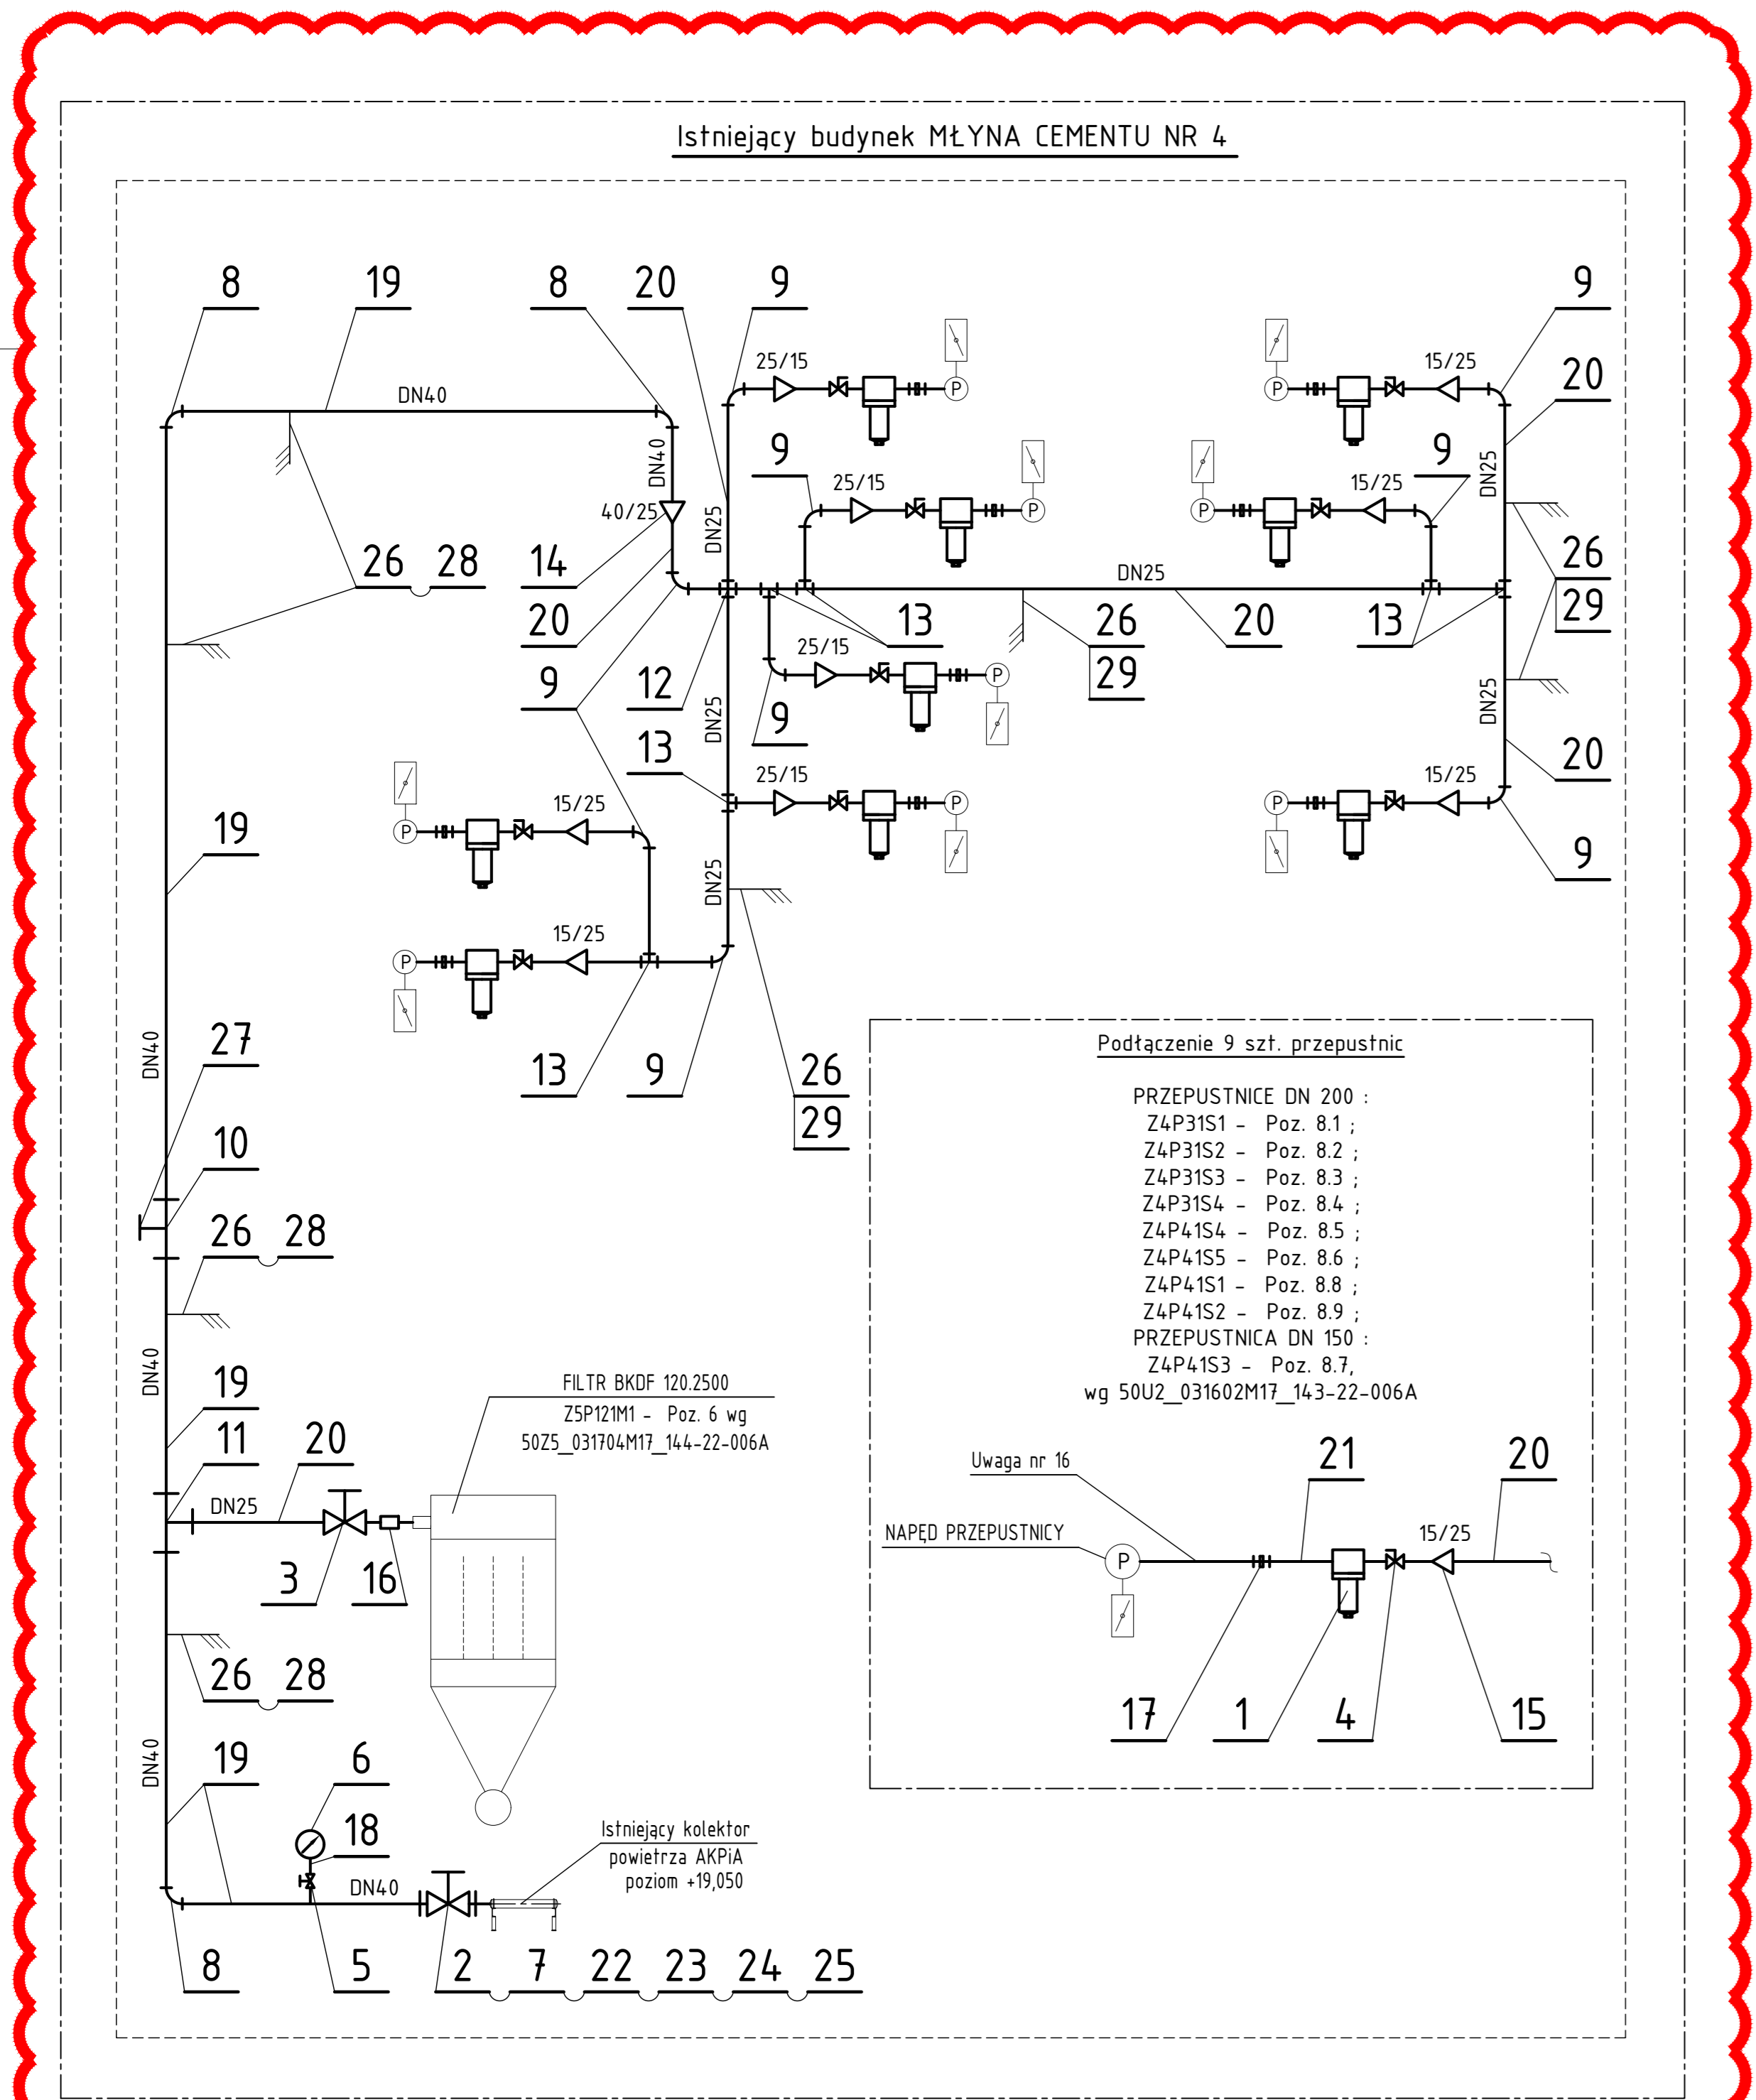 Istniejący budynek MŁYNA CEMENTU NR 4
8
19
8
20
9
9
25/15
P
P
15/25
20
DN40
DN40
9
9
25/15
P
P
15/25
DN25
40/25
DN25
26 28
14
DN25
26
29
20
13
26
29
20
13
25/15
P
9
12
9
DN25
DN25
13
25/15
P
P
15/25
20
19
P
15/25
9
DN25
P
15/25
DN40
27
13
9
26
29
10
26 28
DN40
19
11
20
DN25
3
16
26 28
FILTR BKDF 120.2500
Z5P121M1 - Poz. 6 wg
50Z5_031704M17_144-22-006A
Podłączenie 9 szt. przepustnic
PRZEPUSTNICE DN 200 :
Z4P31S1 - Poz. 8.1 ;
Z4P31S2 - Poz. 8.2 ;
Z4P31S3 - Poz. 8.3 ;
Z4P31S4 - Poz. 8.4 ;
Z4P41S4 - Poz. 8.5 ;
Z4P41S5 - Poz. 8.6 ;
Z4P41S1 - Poz. 8.8 ;
Z4P41S2 - Poz. 8.9 ;
PRZEPUSTNICA DN 150 :
Z4P41S3 - Poz. 8.7,
wg 50U2_031602M17_143-22-006A
Uwaga nr 16
21
20
NAPĘD PRZEPUSTNICY
P
15/25
17
1
4
15
DN40
19
6
18
DN40
Istniejący kolektor
powietrza AKPiA
poziom +19,050
8
5
2 7 22 23 24 25